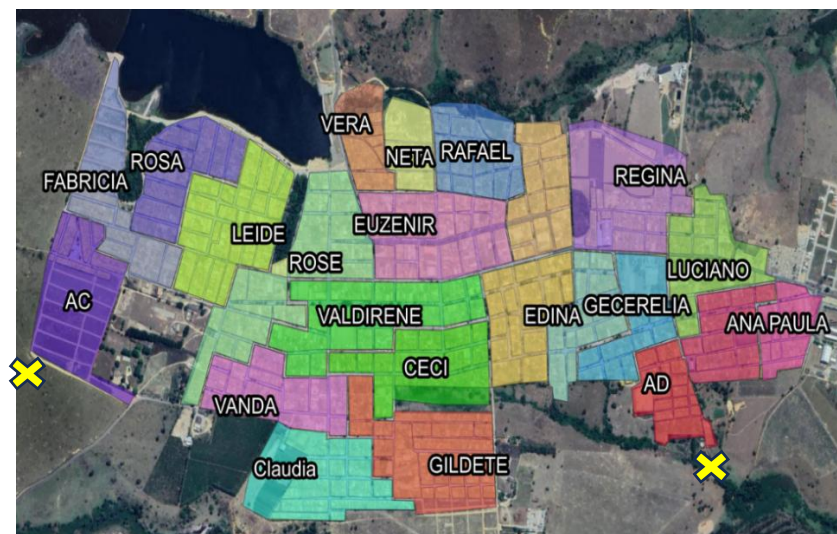 VERA
NETA
RAFAEL
ROSA
FABRICIA
REGINA
EUZENIR
LEIDE
ROSE
LUCIANO
AC
VALDIRENE
EDINA
GECERELIA
ANA PAULA
CECI
AD
VANDA
Claudia
GILDETE